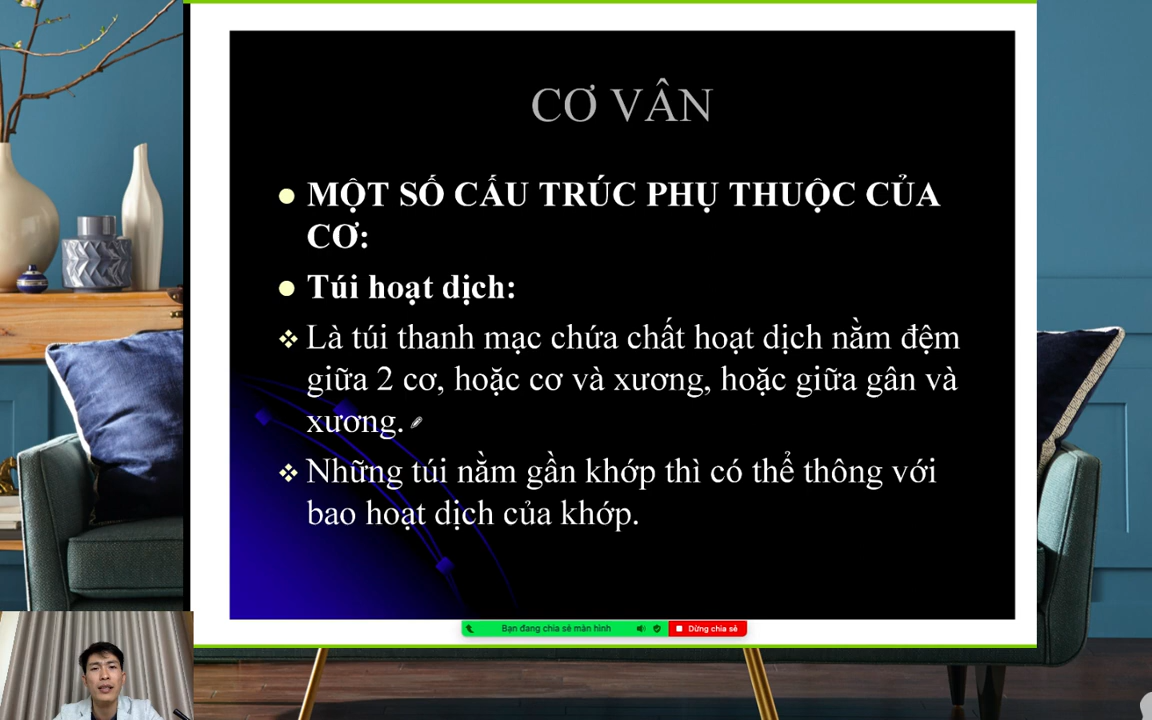 CƠ VÂN
MỘT SỐ CẤU TRÚC PHỤ THUỘC CỦA
CƠ:
Túi hoạt dịch:
Là túi thanh mạc chứa chất hoạt dịch nằm đệm
giữa 2 cơ, hoặc cơ và xương, hoặc giữa gân và
xương.
Những túi nằm gần khớp thì có thể thông với
bao hoạt dịch của khớp.
Bạn đang chia sẻ màn hình
Dừng chia sẻ